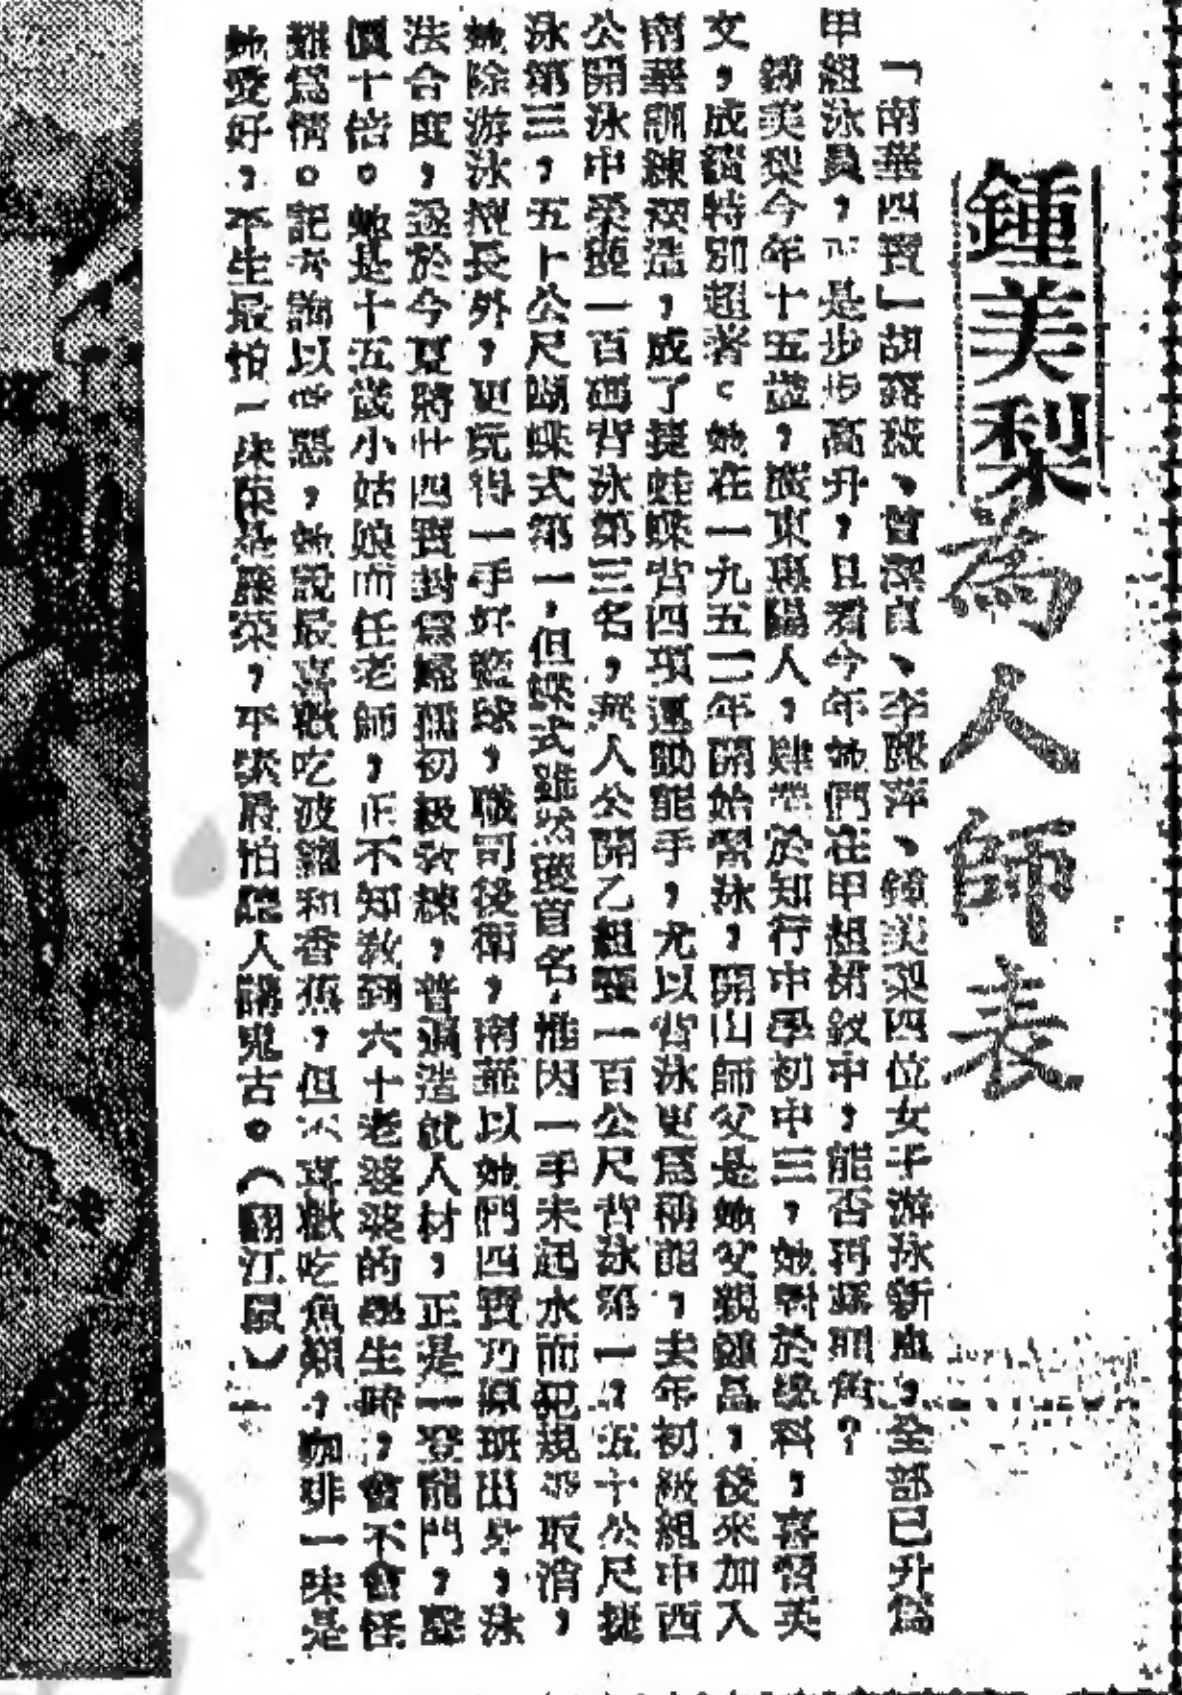 鍾美梨為人師表
「南華四寶」胡露斑、曾潔貞、李佩萍、鍾美梨四位女子游泳新血，全部已升為
甲組泳員，可是步步高升，且看今年她們在甲組初敘中，能否再露頭角？
鍾美梨今年十五歲，廣東惠陽人，肄業於知行中學初中三，她對於學科，喜習英
文，成績特別超著。她在一九五二年開始習泳，開山師父是她父親鍾昌，後來加入
南華訓練深造，成了捷蛙蝶背四項運動能手，尤以背泳更為稱能，去年初級組中西
公開泳中榮獲一百碼背泳第三名，華人公開乙組獲一百公尺背泳第一，五十公尺捷
泳第三，五十公尺蝴蝶式第一，但蝶式雖然獲首名，惟因一手未起水而犯規被取消，
她除游泳擅長外，更玩得一手好籃球，職司後衛，南華以她們四寶乃原班出身，泳
法合度，遂於今夏將廿四寶封為婦孺初級教練，普遍造就人材，正是一登龍門，聲
價十倍。她是十五歲小姑娘而任老師，正不知教到六十老婆婆的學生時，會不會怪
難為情。記者詢以好惡，她說最喜歡吃波羅和香蕉，但不喜歡吃魚類，咖啡一味是
她愛好，平生最怕一味菜是籐菜，平素最怕聽人講鬼古。（翻江鼠）